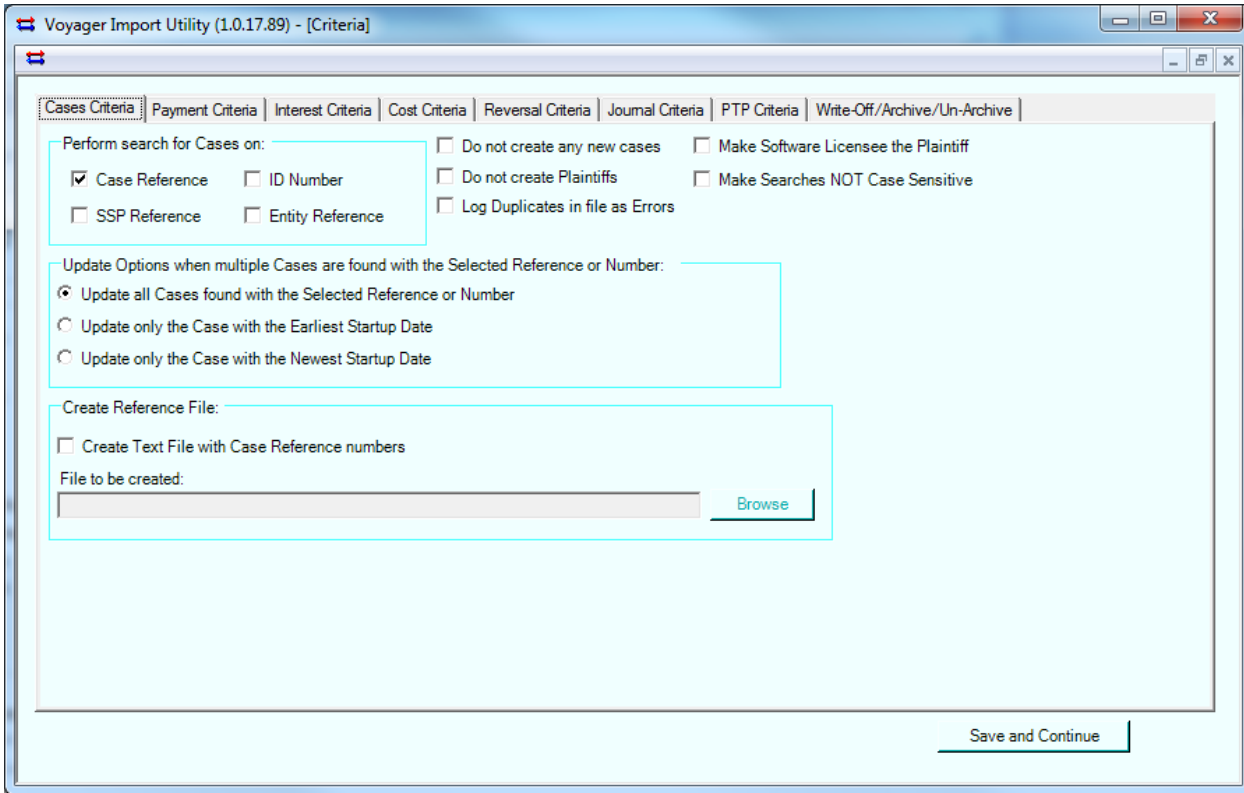 Voyager Import Utility (1.0.17.89) - [Criteria]
Cases Criteria Payment Criteria Interest Criteria Cost Criteria Reversal Criteria Journal Criteria PTP Criteria Write-Off/Archive/Un-Archive
Perform search for Cases on:
Case Reference ID Number
SSP Reference Entity Reference
Do not create any new cases Make Software Licensee the Plaintiff
Do not create Plaintiffs Make Searches NOT Case Sensitive
Log Duplicates in file as Errors
Update Options when multiple Cases are found with the Selected Reference or Number:
Update all Cases found with the Selected Reference or Number
Update only the Case with the Earliest Startup Date
Update only the Case with the Newest Startup Date
Create Reference File:
Create Text File with Case Reference numbers
File to be created:
Browse
Save and Continue